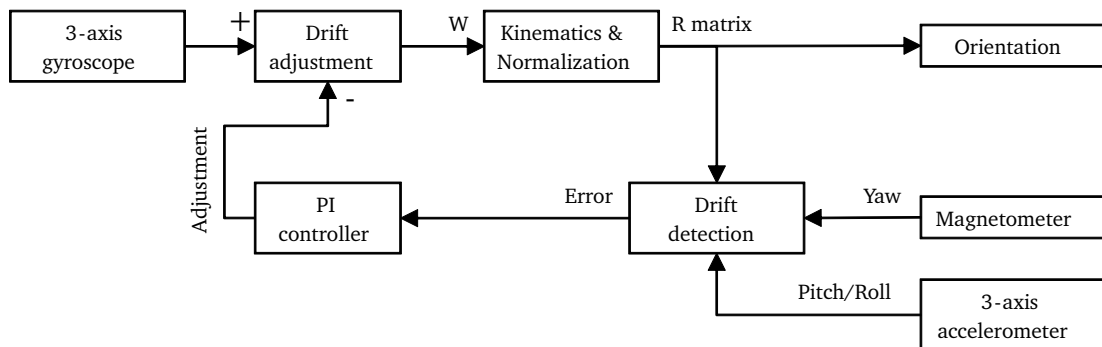 3-axis
gyroscope
+
Drift
adjustment
-
W
Kinematics &
Normalization
R matrix
Orientation
Adjustment
PI
controller
Error
Drift
detection
Yaw
Magnetometer
Pitch/Roll
3-axis
accelerometer